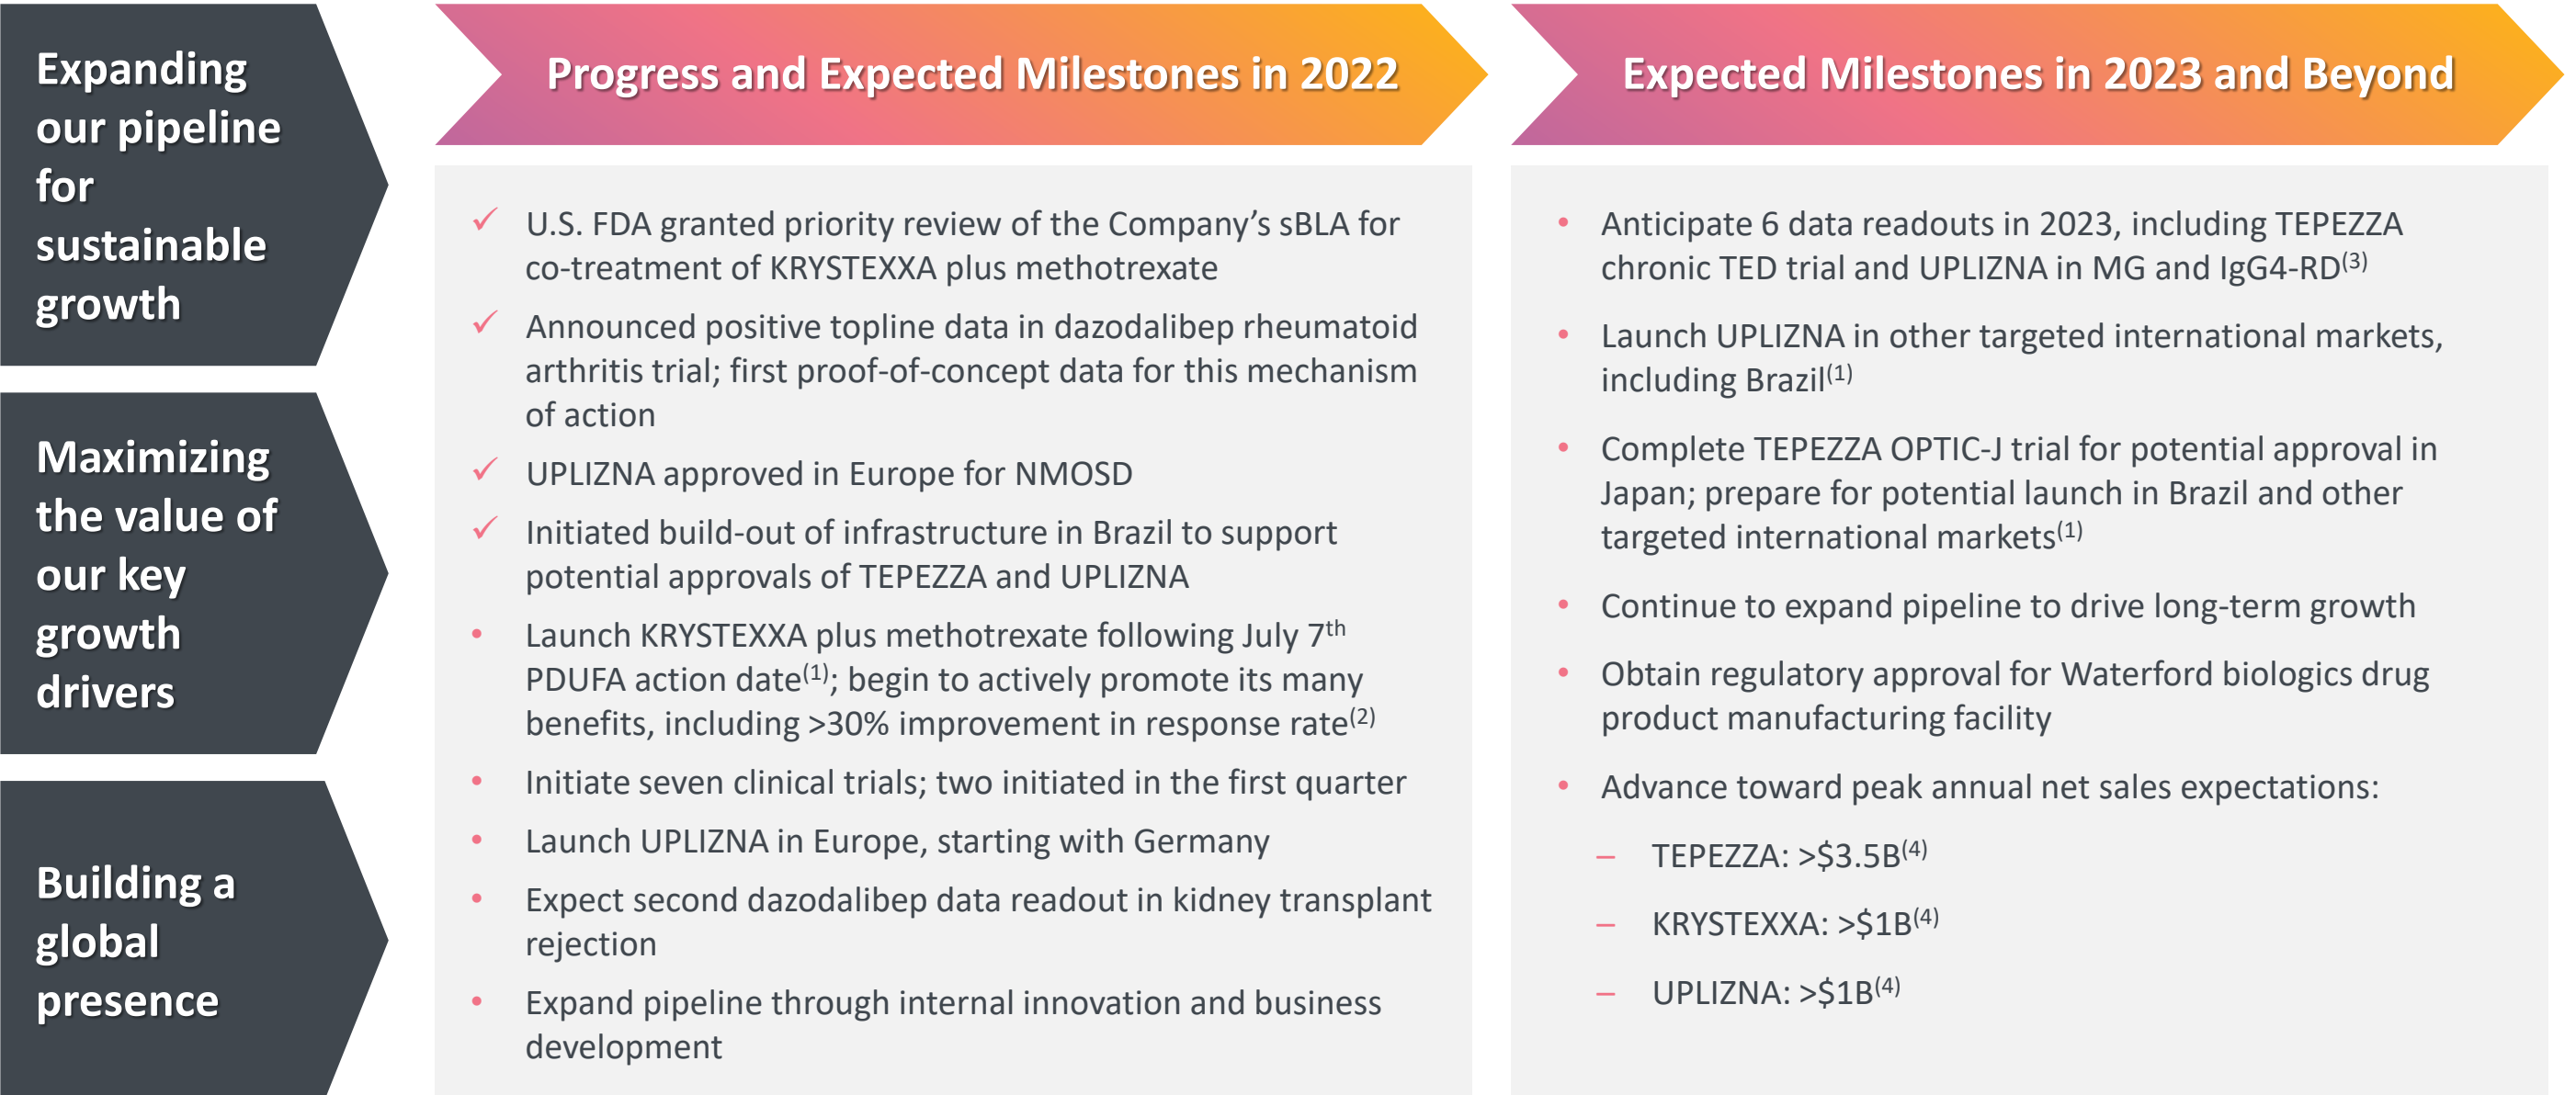 Expanding
our pipeline
for
sustainable
growth
Maximizing
the value of
our key
growth
drivers
Building a
global
presence
Progress and Expected Milestones in 2022
✓ U.S. FDA granted priority review of the Company’s sBLA for
co-treatment of KRYSTEXXA plus methotrexate
✓ Announced positive topline data in dazodalibep rheumatoid
arthritis trial; first proof-of-concept data for this mechanism
of action
✓ UPLIZNA approved in Europe for NMOSD
✓ Initiated build-out of infrastructure in Brazil to support
potential approvals of TEPEZZA and UPLIZNA
• Launch KRYSTEXXA plus methotrexate following July 7th
PDUFA action date(1); begin to actively promote its many
benefits, including >30% improvement in response rate(2)
• Initiate seven clinical trials; two initiated in the first quarter
• Launch UPLIZNA in Europe, starting with Germany
• Expect second dazodalibep data readout in kidney transplant
rejection
• Expand pipeline through internal innovation and business
development
Expected Milestones in 2023 and Beyond
• Anticipate 6 data readouts in 2023, including TEPEZZA
chronic TED trial and UPLIZNA in MG and IgG4-RD(3)
• Launch UPLIZNA in other targeted international markets,
including Brazil(1)
• Complete TEPEZZA OPTIC-J trial for potential approval in
Japan; prepare for potential launch in Brazil and other
targeted international markets(1)
• Continue to expand pipeline to drive long-term growth
• Obtain regulatory approval for Waterford biologics drug
product manufacturing facility
• Advance toward peak annual net sales expectations:
– TEPEZZA: >$3.5B(4)
– KRYSTEXXA: >$1B(4)
– UPLIZNA: >$1B(4)